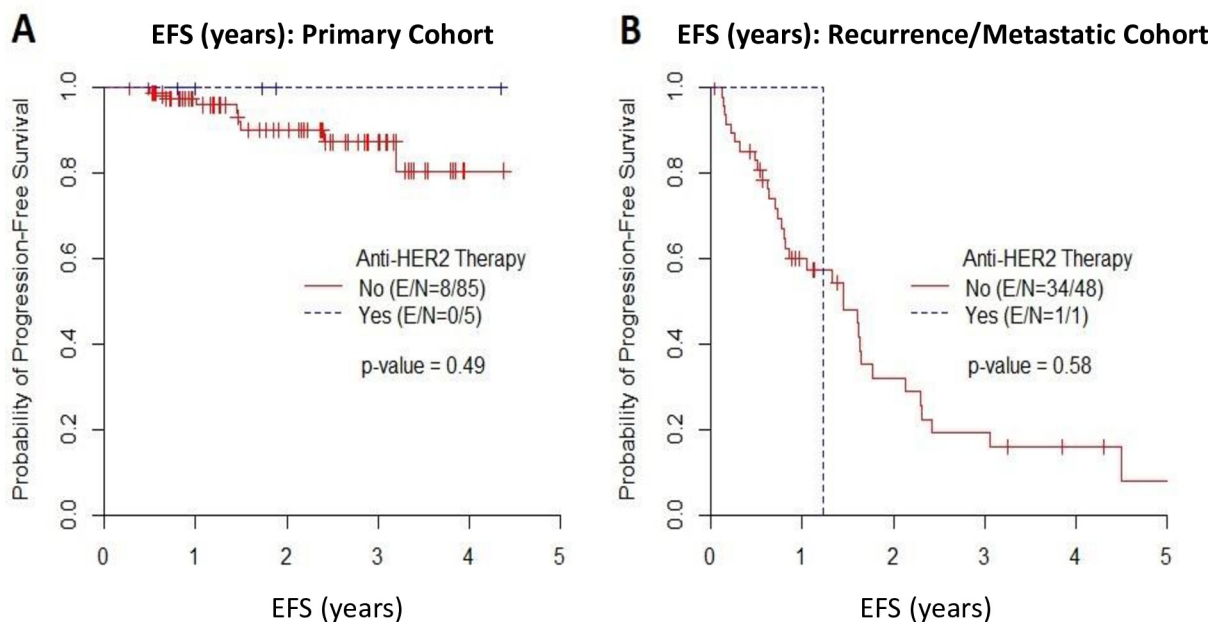 A
EFS (years): Primary Cohort
Probability of Progression-Free Survival
1.0
0.8
0.6
0.4
0.2
0.0
Anti-HER2 Therapy
No (E/N=8/85)
Yes (E/N=0/5)
p-value = 0.49
0 1 2 3 4 5
EFS (years)
B
EFS (years): Recurrence/Metastatic Cohort
Probability of Progression-Free Survival
1.0
0.8
0.6
0.4
0.2
0.0
Anti-HER2 Therapy
No (E/N=34/48)
Yes (E/N=1/1)
p-value = 0.58
0 1 2 3 4 5
EFS (years)